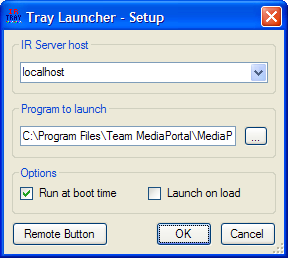 TRAY
Tray Launcher - Setup
IR Server host
localhost
Program to launch
C:\Program Files\Team MediaPortal\MediaP
...
Options
Run at boot time
Launch on load
Remote Button
OK
Cancel